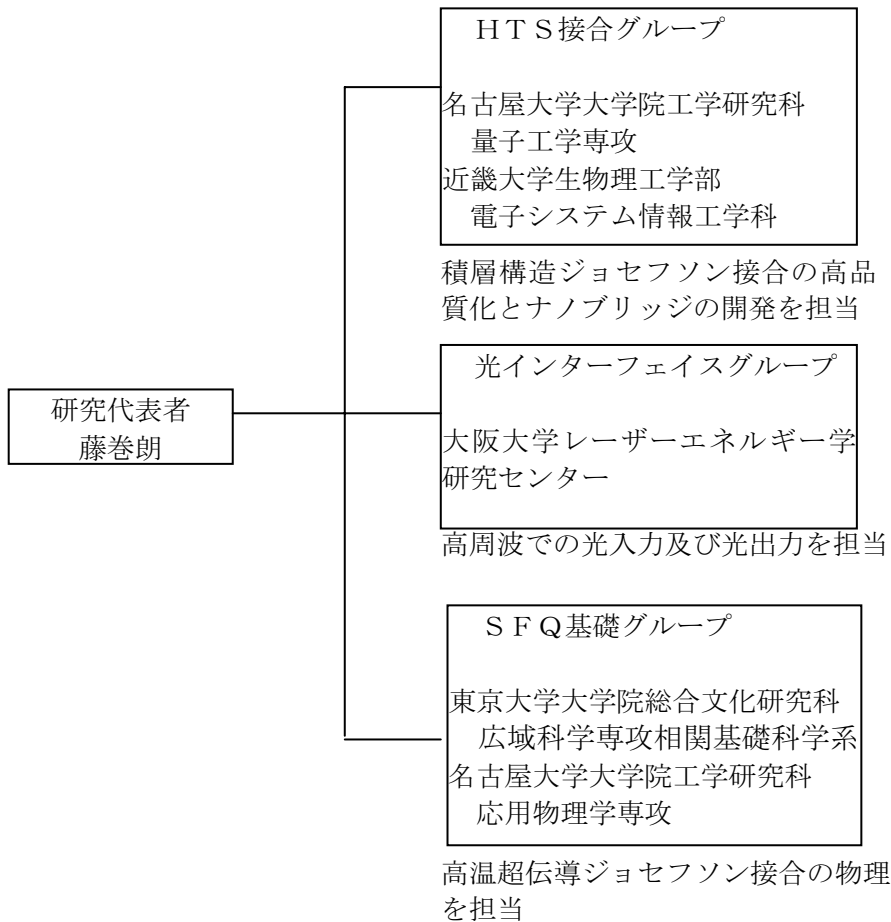 研究代表者
藤巻朗
ＨＴＳ接合グループ
名古屋大学大学院工学研究科
量子工学専攻
近畿大学生物理工学部
電子システム情報工学科
積層構造ジョセフソン接合の高品
質化とナノブリッジの開発を担当
光インターフェイスグループ
大阪大学レーザーエネルギー学
研究センター
高周波での光入力及び光出力を担当
ＳＦＱ基礎グループ
東京大学大学院総合文化研究科
広域科学専攻相関基礎科学系
名古屋大学大学院工学研究科
応用物理学専攻
高温超伝導ジョセフソン接合の物理
を担当